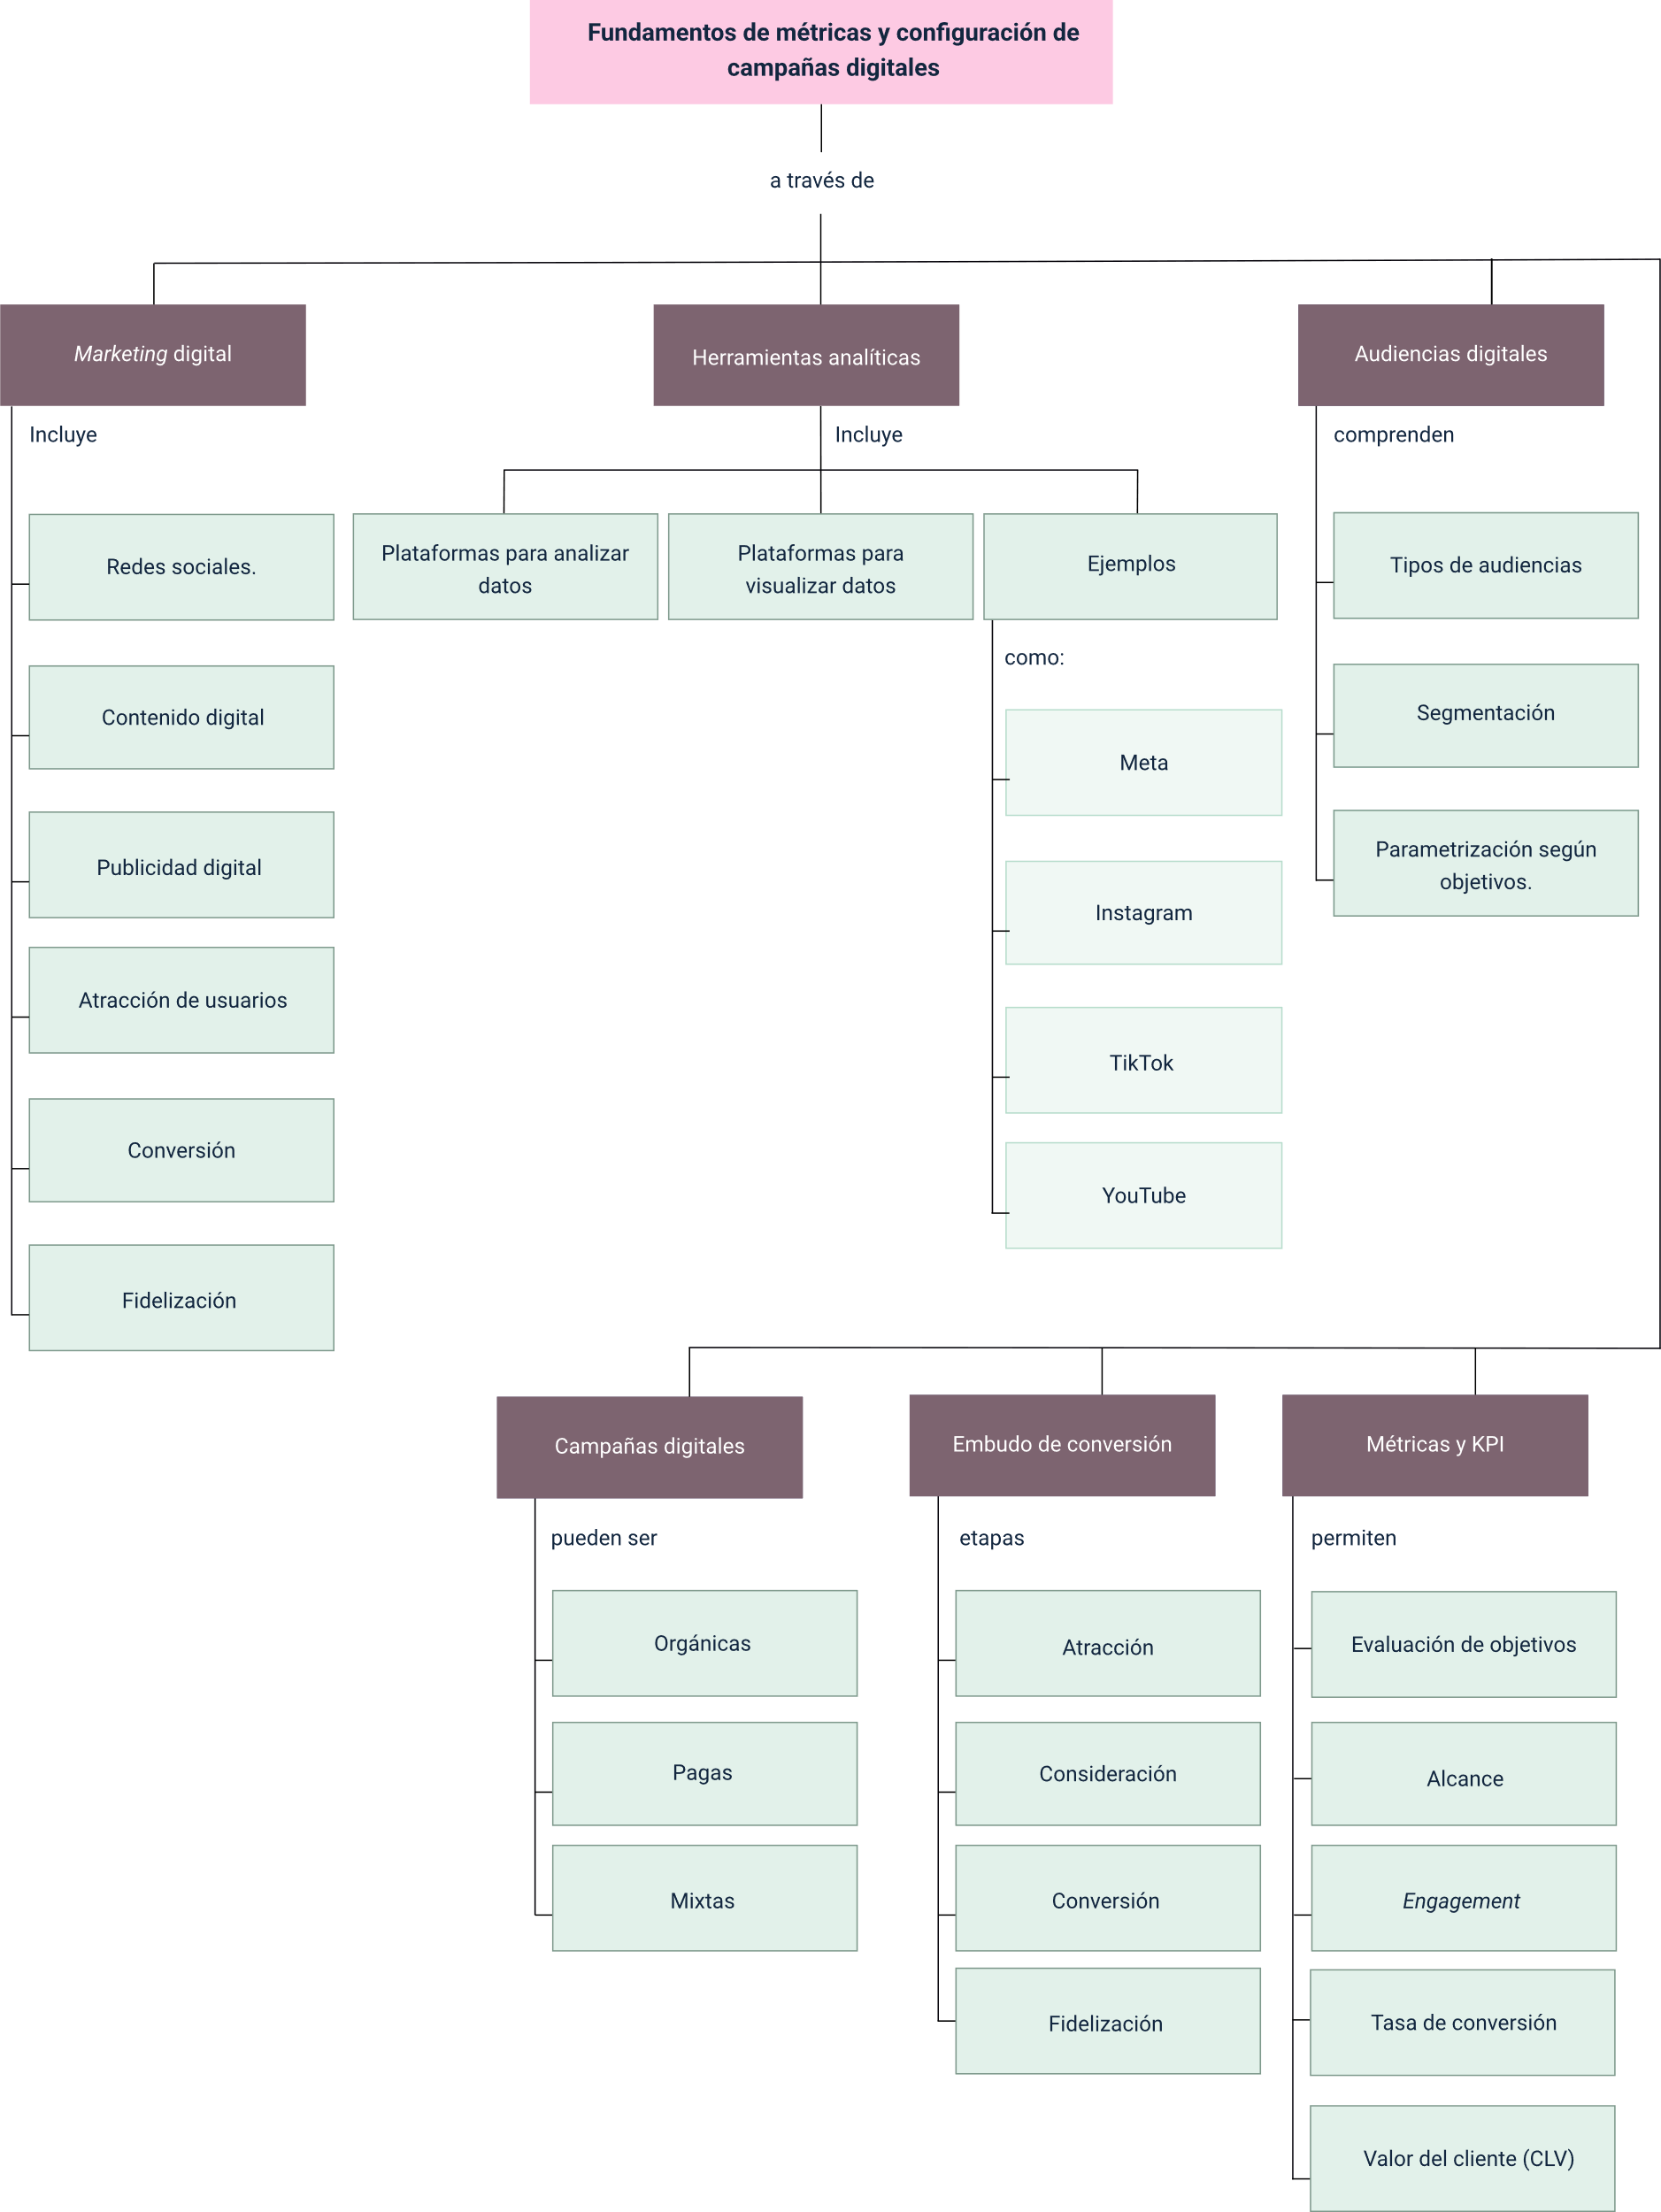 Fundamentos de métricas y configuración de
campañas digitales
a través de
Marketing digital
Incluye
Redes sociales.
Contenido digital
Publicidad digital
Atracción de usuarios
Conversión
Fidelización
Herramientas analíticas
Incluye
Plataformas para analizar
datos
Plataformas para
visualizar datos
Ejemplos
como:
Meta
Instagram
TikTok
YouTube
Audiencias digitales
comprenden
Tipos de audiencias
Segmentación
Parametrización según
objetivos.
Campañas digitales
pueden ser
Orgánicas
Pagas
Mixtas
Embudo de conversión
etapas
Atracción
Consideración
Conversión
Fidelización
Métricas y KPI
permiten
Evaluación de objetivos
Alcance
Engagement
Tasa de conversión
Valor del cliente (CLV)